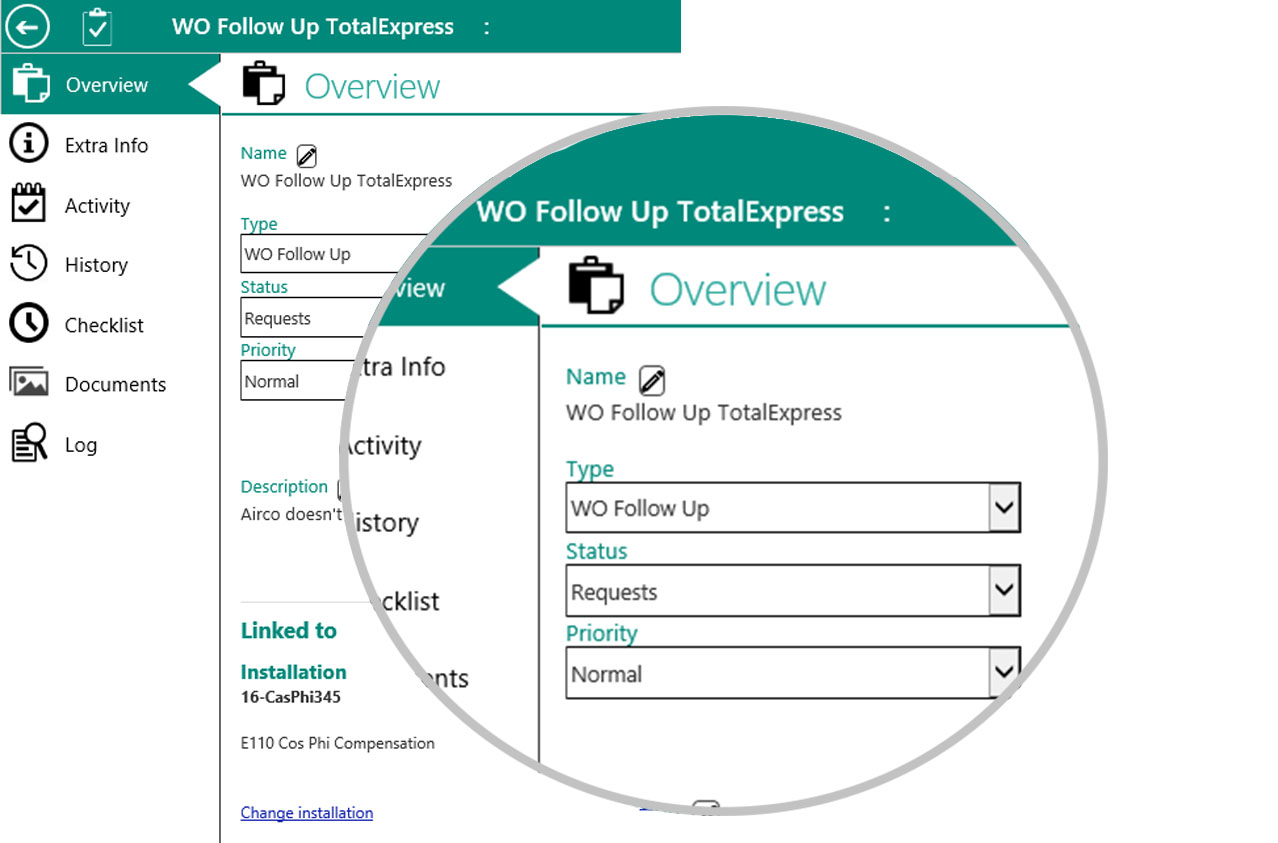 WO Follow Up TotalExpress :
Overview
Extra Info
Activity
History
Checklist
Documents
Log
Overview
Name
WO Follow Up TotalExpress
Type
WO Follow Up
Status
Requests
Priority
Normal
Description
Airco doesn't
Linked to
Installation
16-CasPhi345
E110 Cos Phi Compensation
Change installation
WO Follow Up TotalExpress :
view
tra Info
ctivity
istory
cklist
nts
Overview
Name
WO Follow Up TotalExpress
Type
WO Follow Up
Status
Requests
Priority
Normal